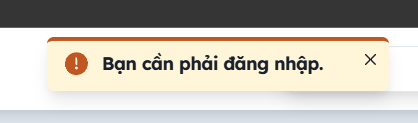 Bạn cần phải đăng nhập.